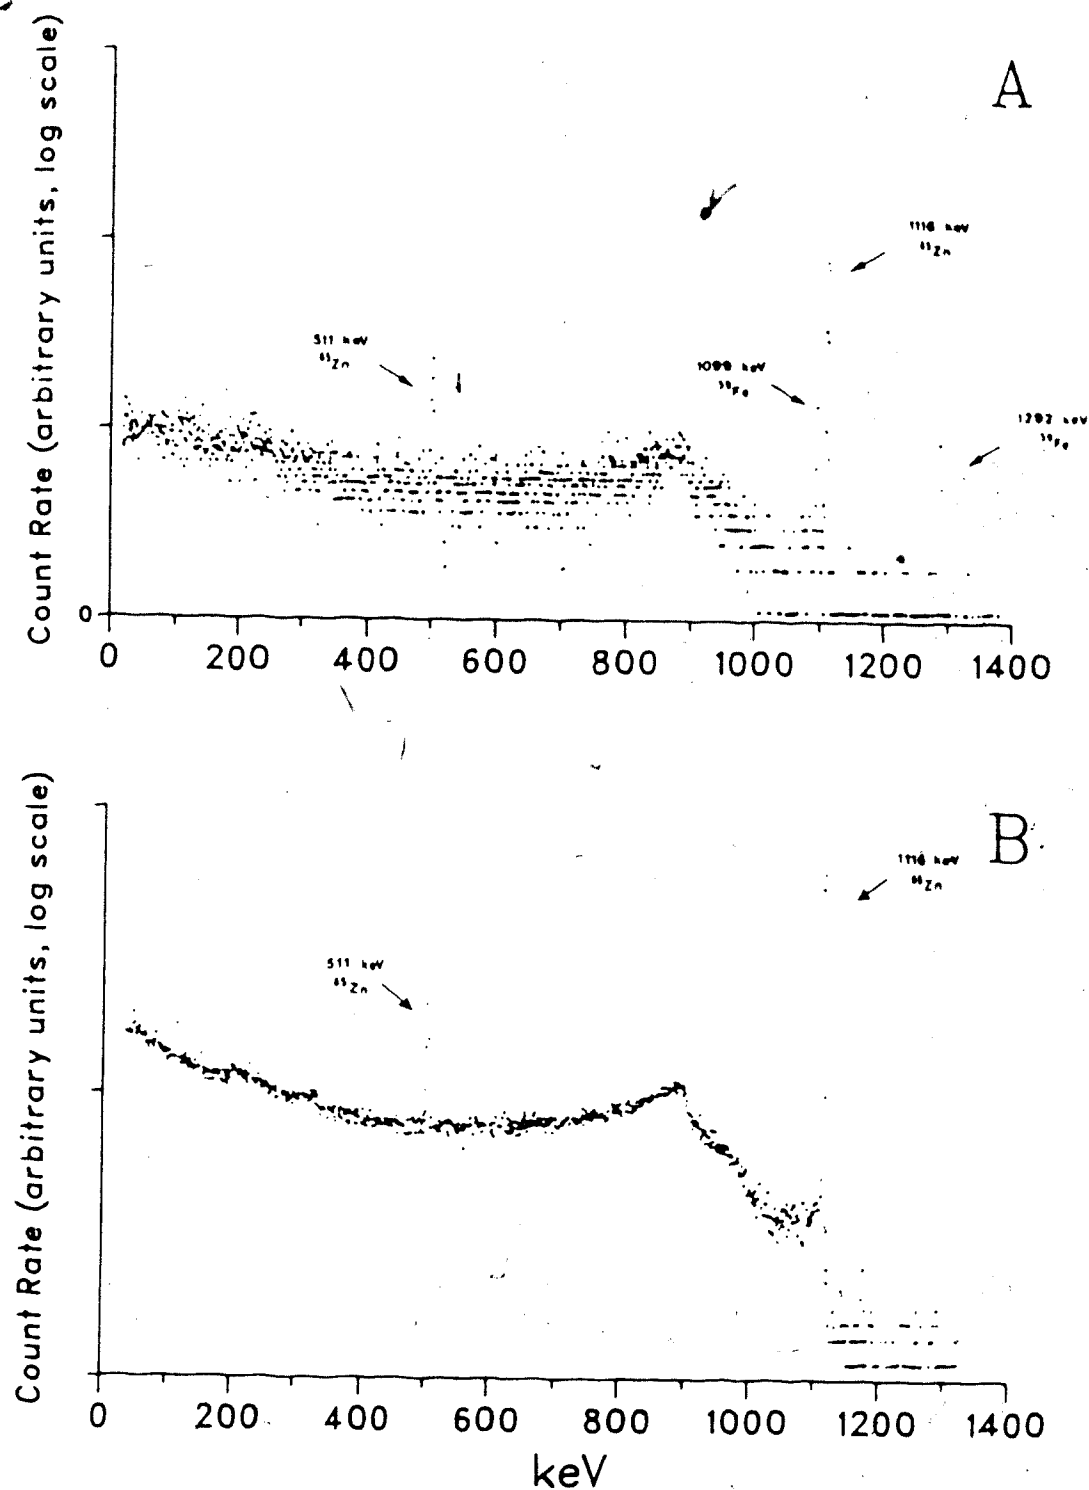 Count Rate (arbitrary units, log scale)
A
1116 keV
65Zn
511 keV
65Zn
1099 keV
59Fe
1292 keV
59Fe
0
0 200 400 600 800 1000 1200 1400
Count Rate (arbitrary units, log scale)
B
1116 keV
65Zn
511 keV
65Zn
0 200 400 600 800 1000 1200 1400
keV